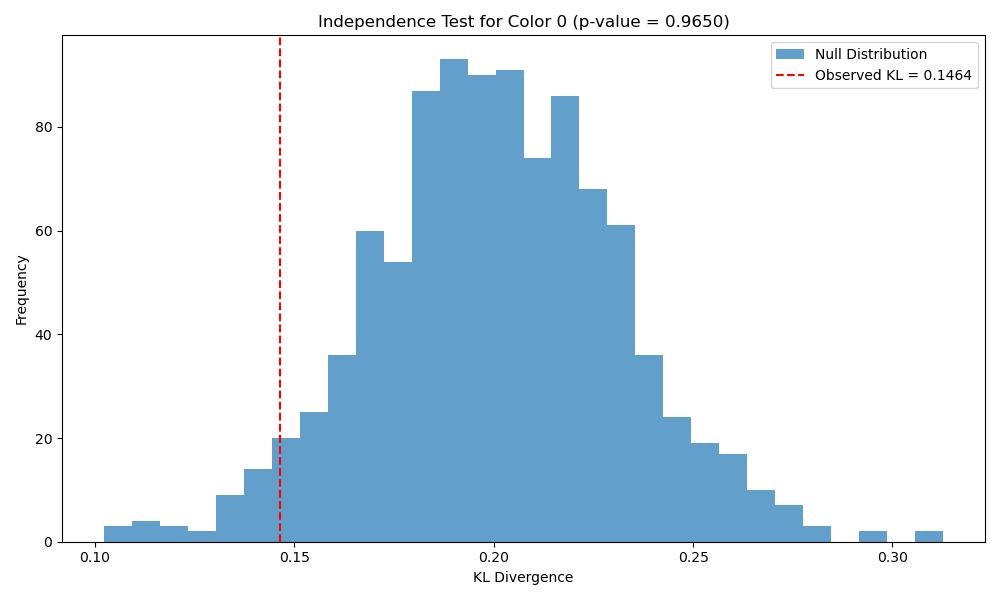 Independence Test for Color 0 (p-value = 0.9650)
Null Distribution
Observed KL = 0.1464
Frequency
80
60
40
20
0
0.10 0.15 0.20 0.25 0.30
KL Divergence